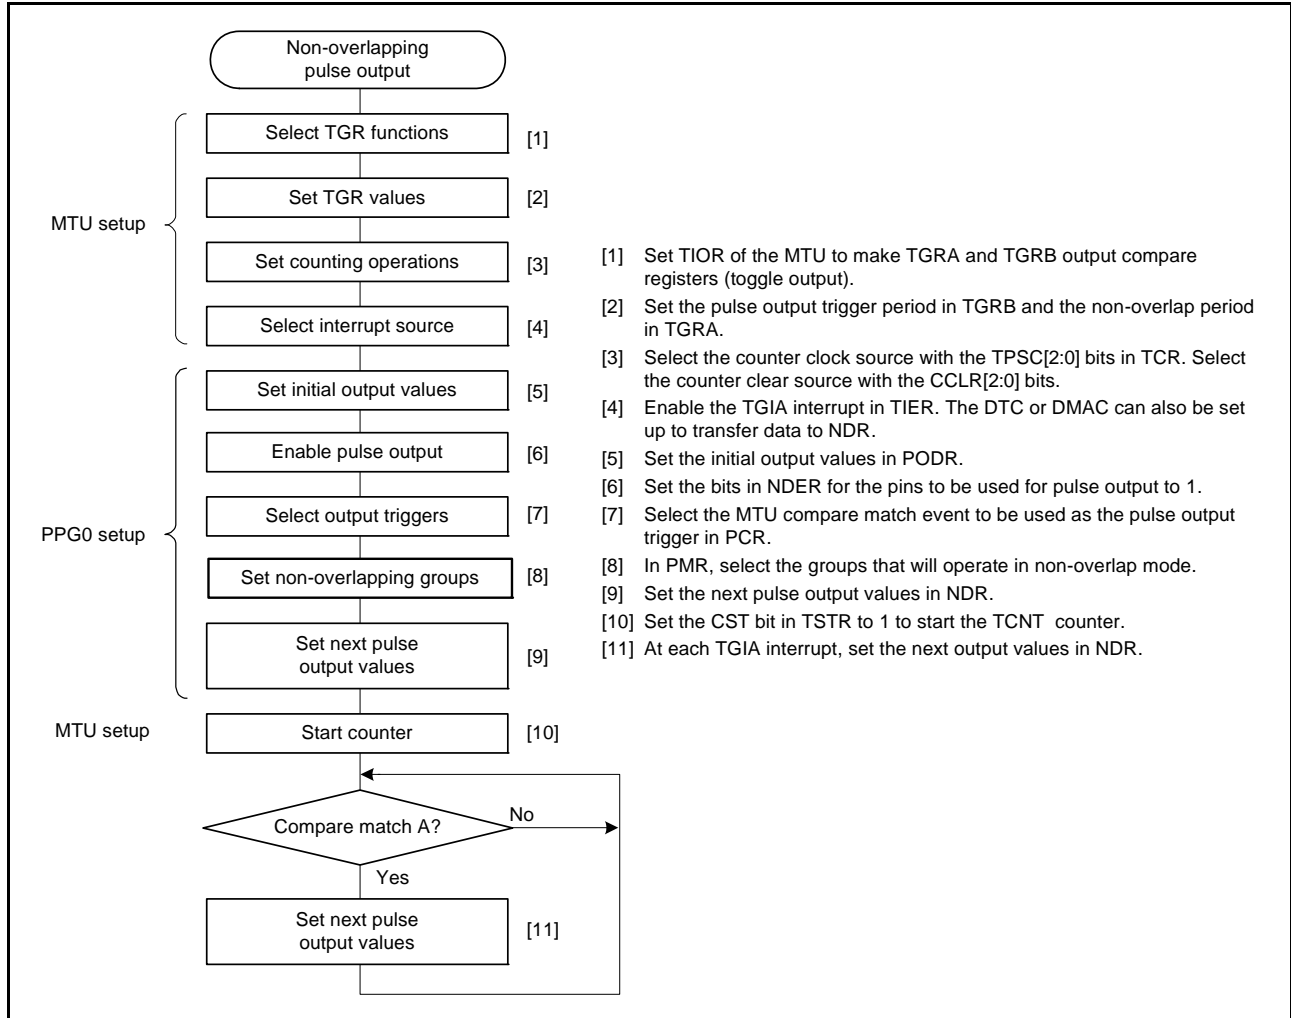 Non-overlapping
pulse output
Select TGR functions [1]
Set TGR values [2]
MTU setup
Set counting operations [3]
Select interrupt source [4]
Set initial output values [5]
Enable pulse output [6]
Select output triggers [7]
PPG0 setup
Set non-overlapping groups [8]
Set next pulse
output values
[9]
MTU setup
Start counter [10]
Compare match A?
No
Yes
Set next pulse
output values
[11]
[1] Set TIOR of the MTU to make TGRA and TGRB output compare
registers (toggle output).
[2] Set the pulse output trigger period in TGRB and the non-overlap period
in TGRA.
[3] Select the counter clock source with the TPSC[2:0] bits in TCR. Select
the counter clear source with the CCLR[2:0] bits.
[4] Enable the TGIA interrupt in TIER. The DTC or DMAC can also be set
up to transfer data to NDR.
[5] Set the initial output values in PODR.
[6] Set the bits in NDER for the pins to be used for pulse output to 1.
[7] Select the MTU compare match event to be used as the pulse output
trigger in PCR.
[8] In PMR, select the groups that will operate in non-overlap mode.
[9] Set the next pulse output values in NDR.
[10] Set the CST bit in TSTR to 1 to start the TCNT counter.
[11] At each TGIA interrupt, set the next output values in NDR.